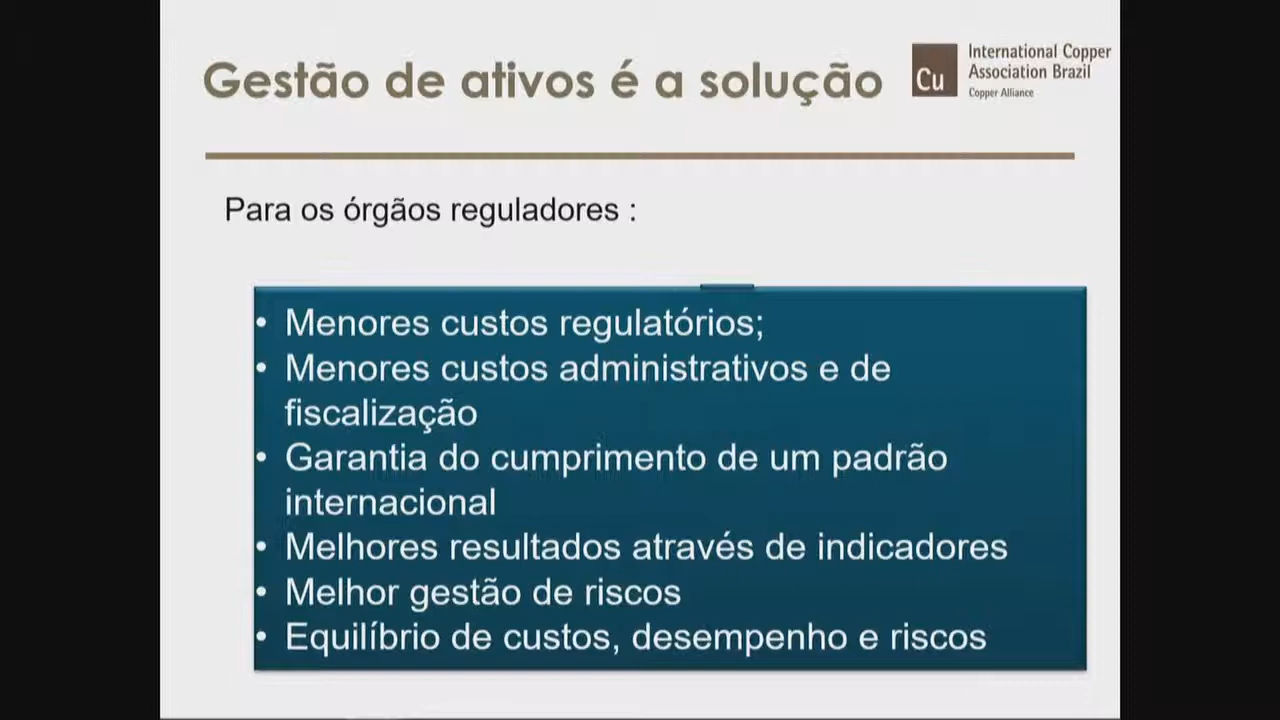 Gestão de ativos é a solução
Cu
International Copper
Association Brazil
Copper Alliance
Para os órgãos reguladores :
• Menores custos regulatórios;
• Menores custos administrativos e de
fiscalização
• Garantia do cumprimento de um padrão
internacional
• Melhores resultados através de indicadores
• Melhor gestão de riscos
• Equilíbrio de custos, desempenho e riscos